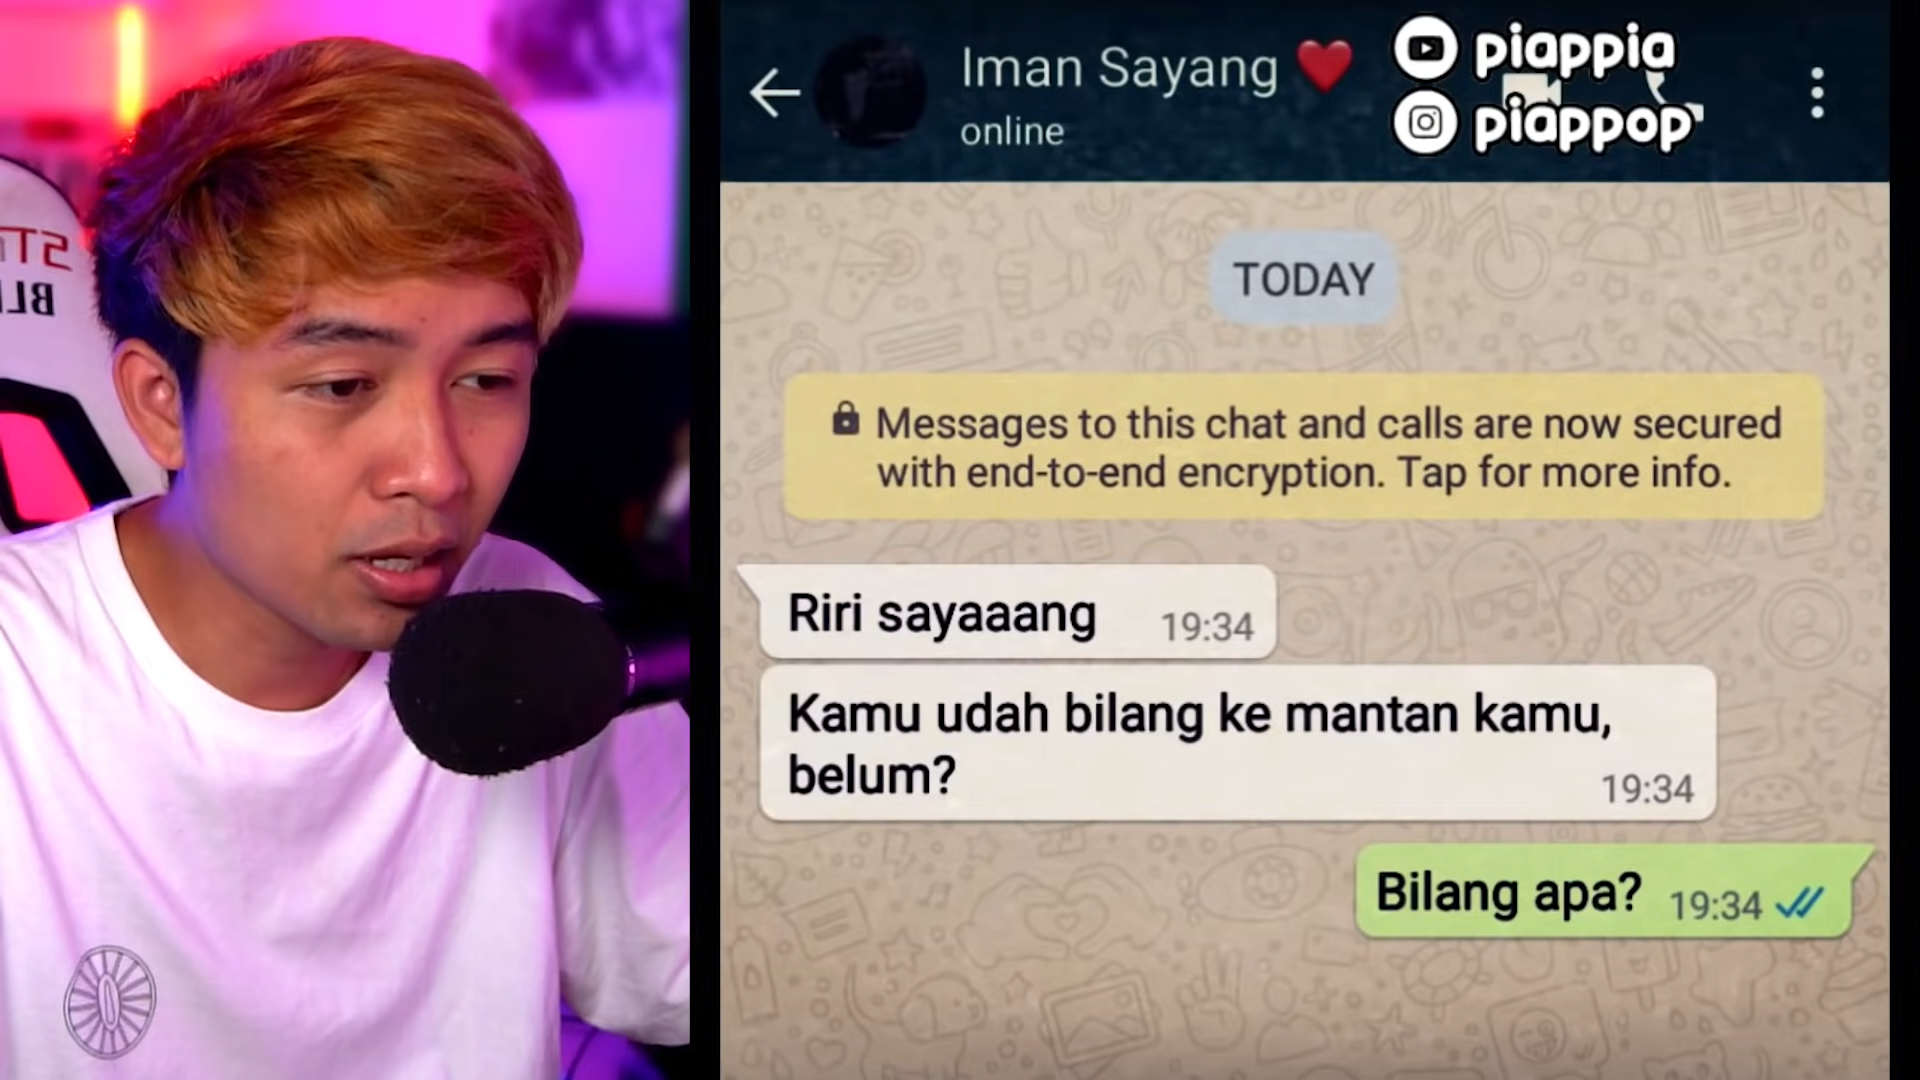 Iman Sayang ❤️
online
piappia
piappop
TODAY
Messages to this chat and calls are now secured
with end-to-end encryption. Tap for more info.
Riri sayaaang 19:34
Kamu udah bilang ke mantan kamu,
belum?
19:34
Bilang apa? 19:34